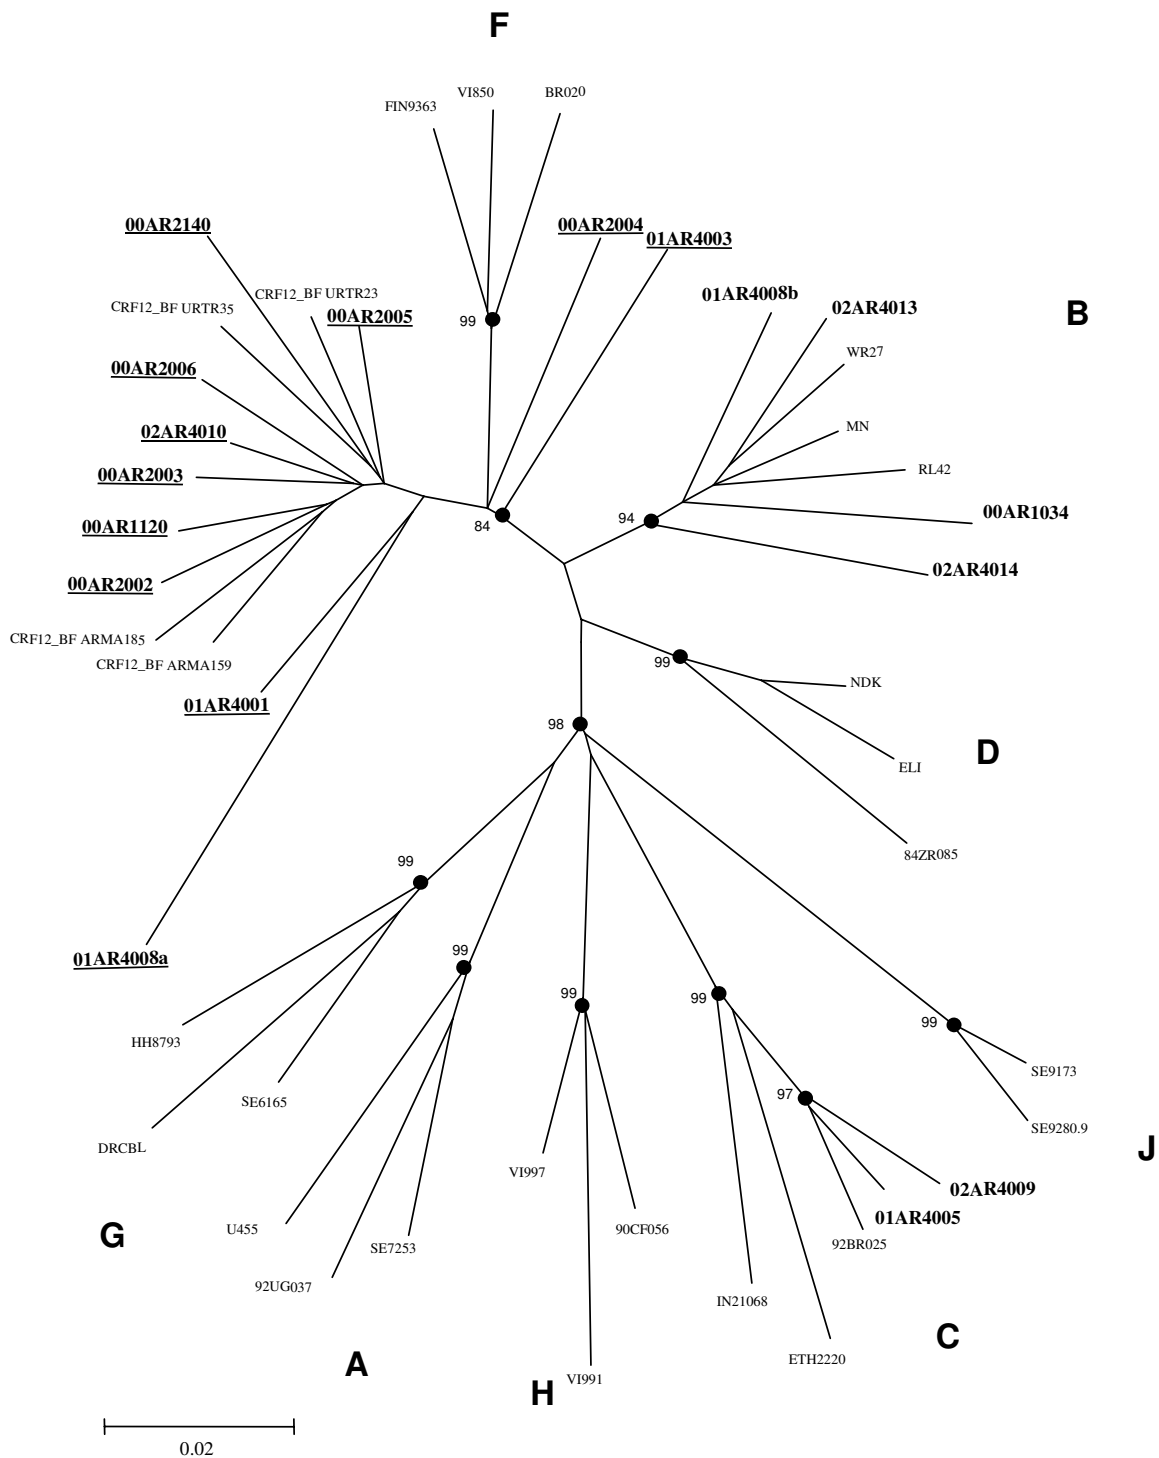 F
VI850
BR020
FIN9363
00AR2140
00AR2004
01AR4003
CRF12_BF URTR23
01AR4008b
CRF12_BF URTR35
02AR4013
B
00AR2005
99
WR27
00AR2006
MN
02AR4010
RL42
00AR2003
00AR1034
94
84
00AR1120
02AR4014
00AR2002
CRF12_BF ARMA185
CRF12_BF ARMA159
99
NDK
01AR4001
98
D
ELI
84ZR085
99
01AR4008a
99
99
99
99
HH8793
SE9173
97
SE6165
SE9280.9
DRCBL
J
VI997
02AR4009
01AR4005
G
U455
90CF056
92BR025
SE7253
92UG037
IN21068
C
ETH2220
A
VI991
H
0.02